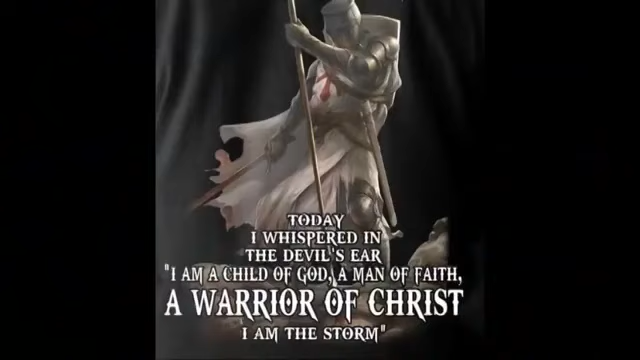 TODAY
I WHISPERED IN
THE DEVIL'S EAR
"I AM A CHILD OF GOD, A MAN OF FAITH,
A WARRIOR OF CHRIST
I AM THE STORM"